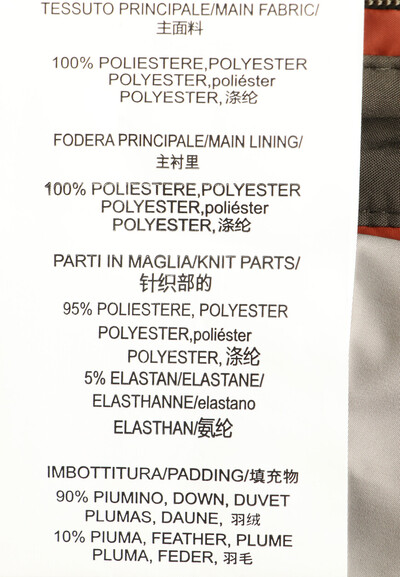 TESSUTO PRINCIPALE/MAIN FABRIC/
主面料
100% POLIESTERE,POLYESTER
POLYESTER,poliéster
POLYESTER,涤纶
FODERA PRINCIPALE/MAIN LINING/
主衬里
100% POLIESTERE,POLYESTER
POLYESTER,poliéster
POLYESTER,涤纶
PARTI IN MAGLIA/KNIT PARTS/
针织部的
95% POLIESTERE, POLYESTER
POLYESTER,poliéster
POLYESTER,涤纶
5% ELASTAN/ELASTANE/
ELASTHANNE/elastano
ELASTHAN/氨纶
IMBOTTITURA/PADDING/填充物
90% PIUMINO, DOWN, DUVET
PLUMAS, DAUNE, 羽绒
10% PIUMA, FEATHER, PLUME
PLUMA, FEDER, 羽毛